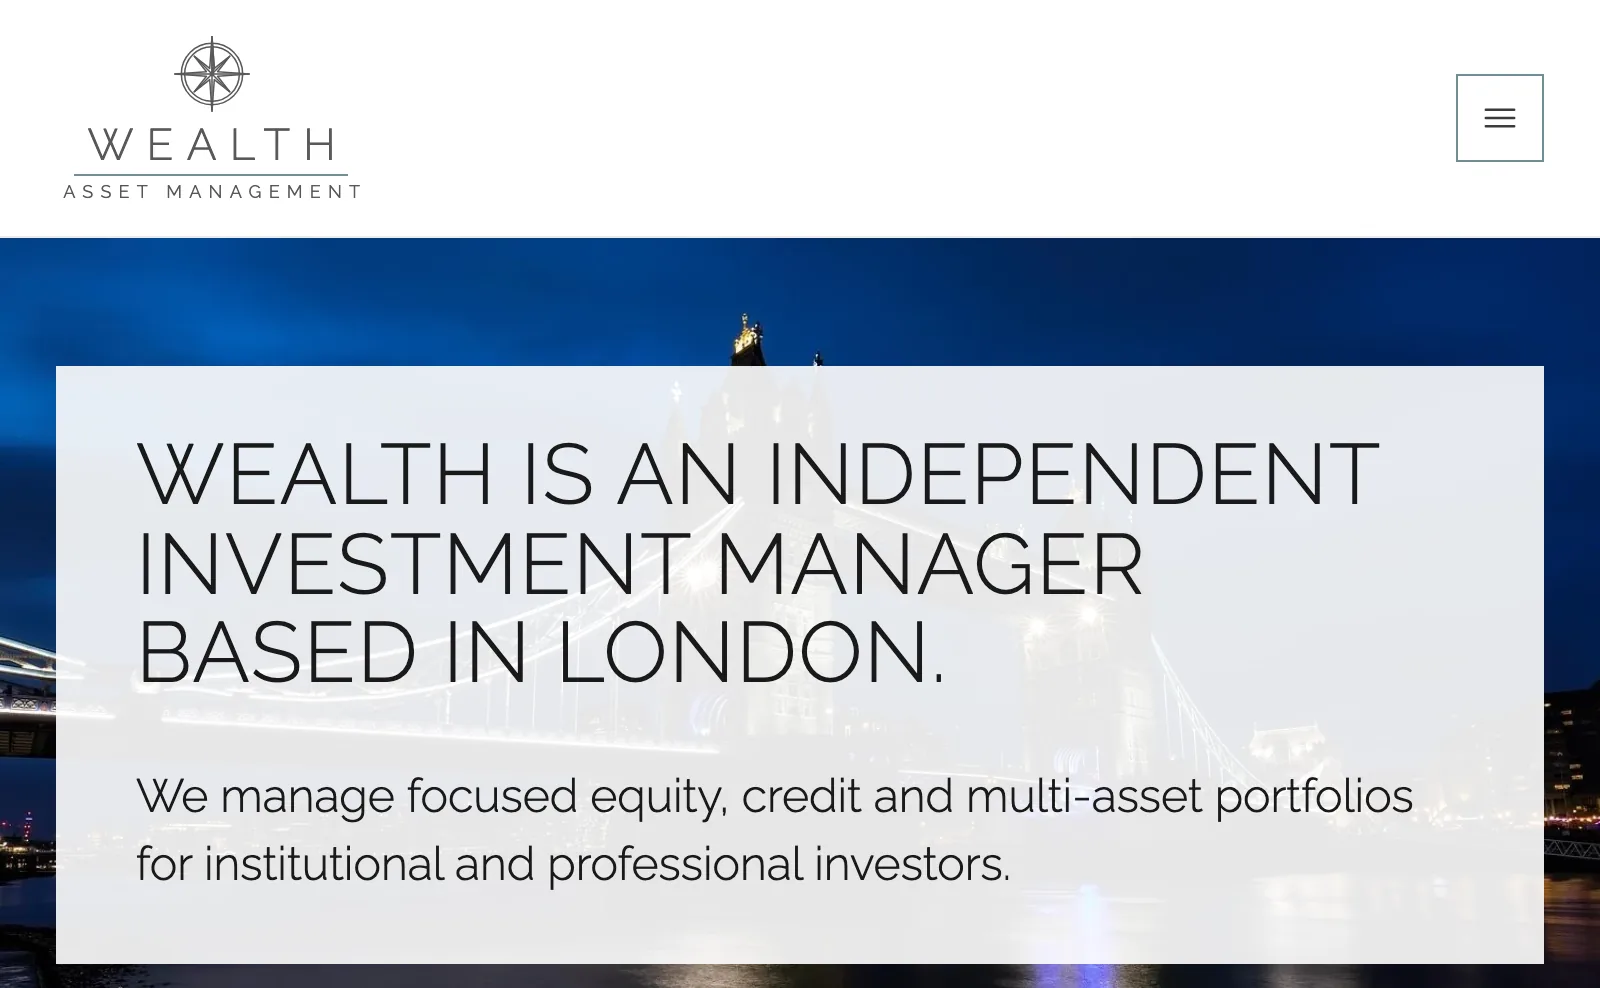 WEALTH
ASSET MANAGEMENT
WEALTH IS AN INDEPENDENT
INVESTMENT MANAGER
BASED IN LONDON.
We manage focused equity, credit and multi-asset portfolios
for institutional and professional investors.